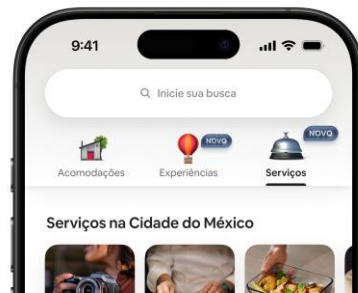 9:41
Inicie sua busca
NOVO
NOVO
Acomodações Experiências Serviços
Serviços na Cidade do México